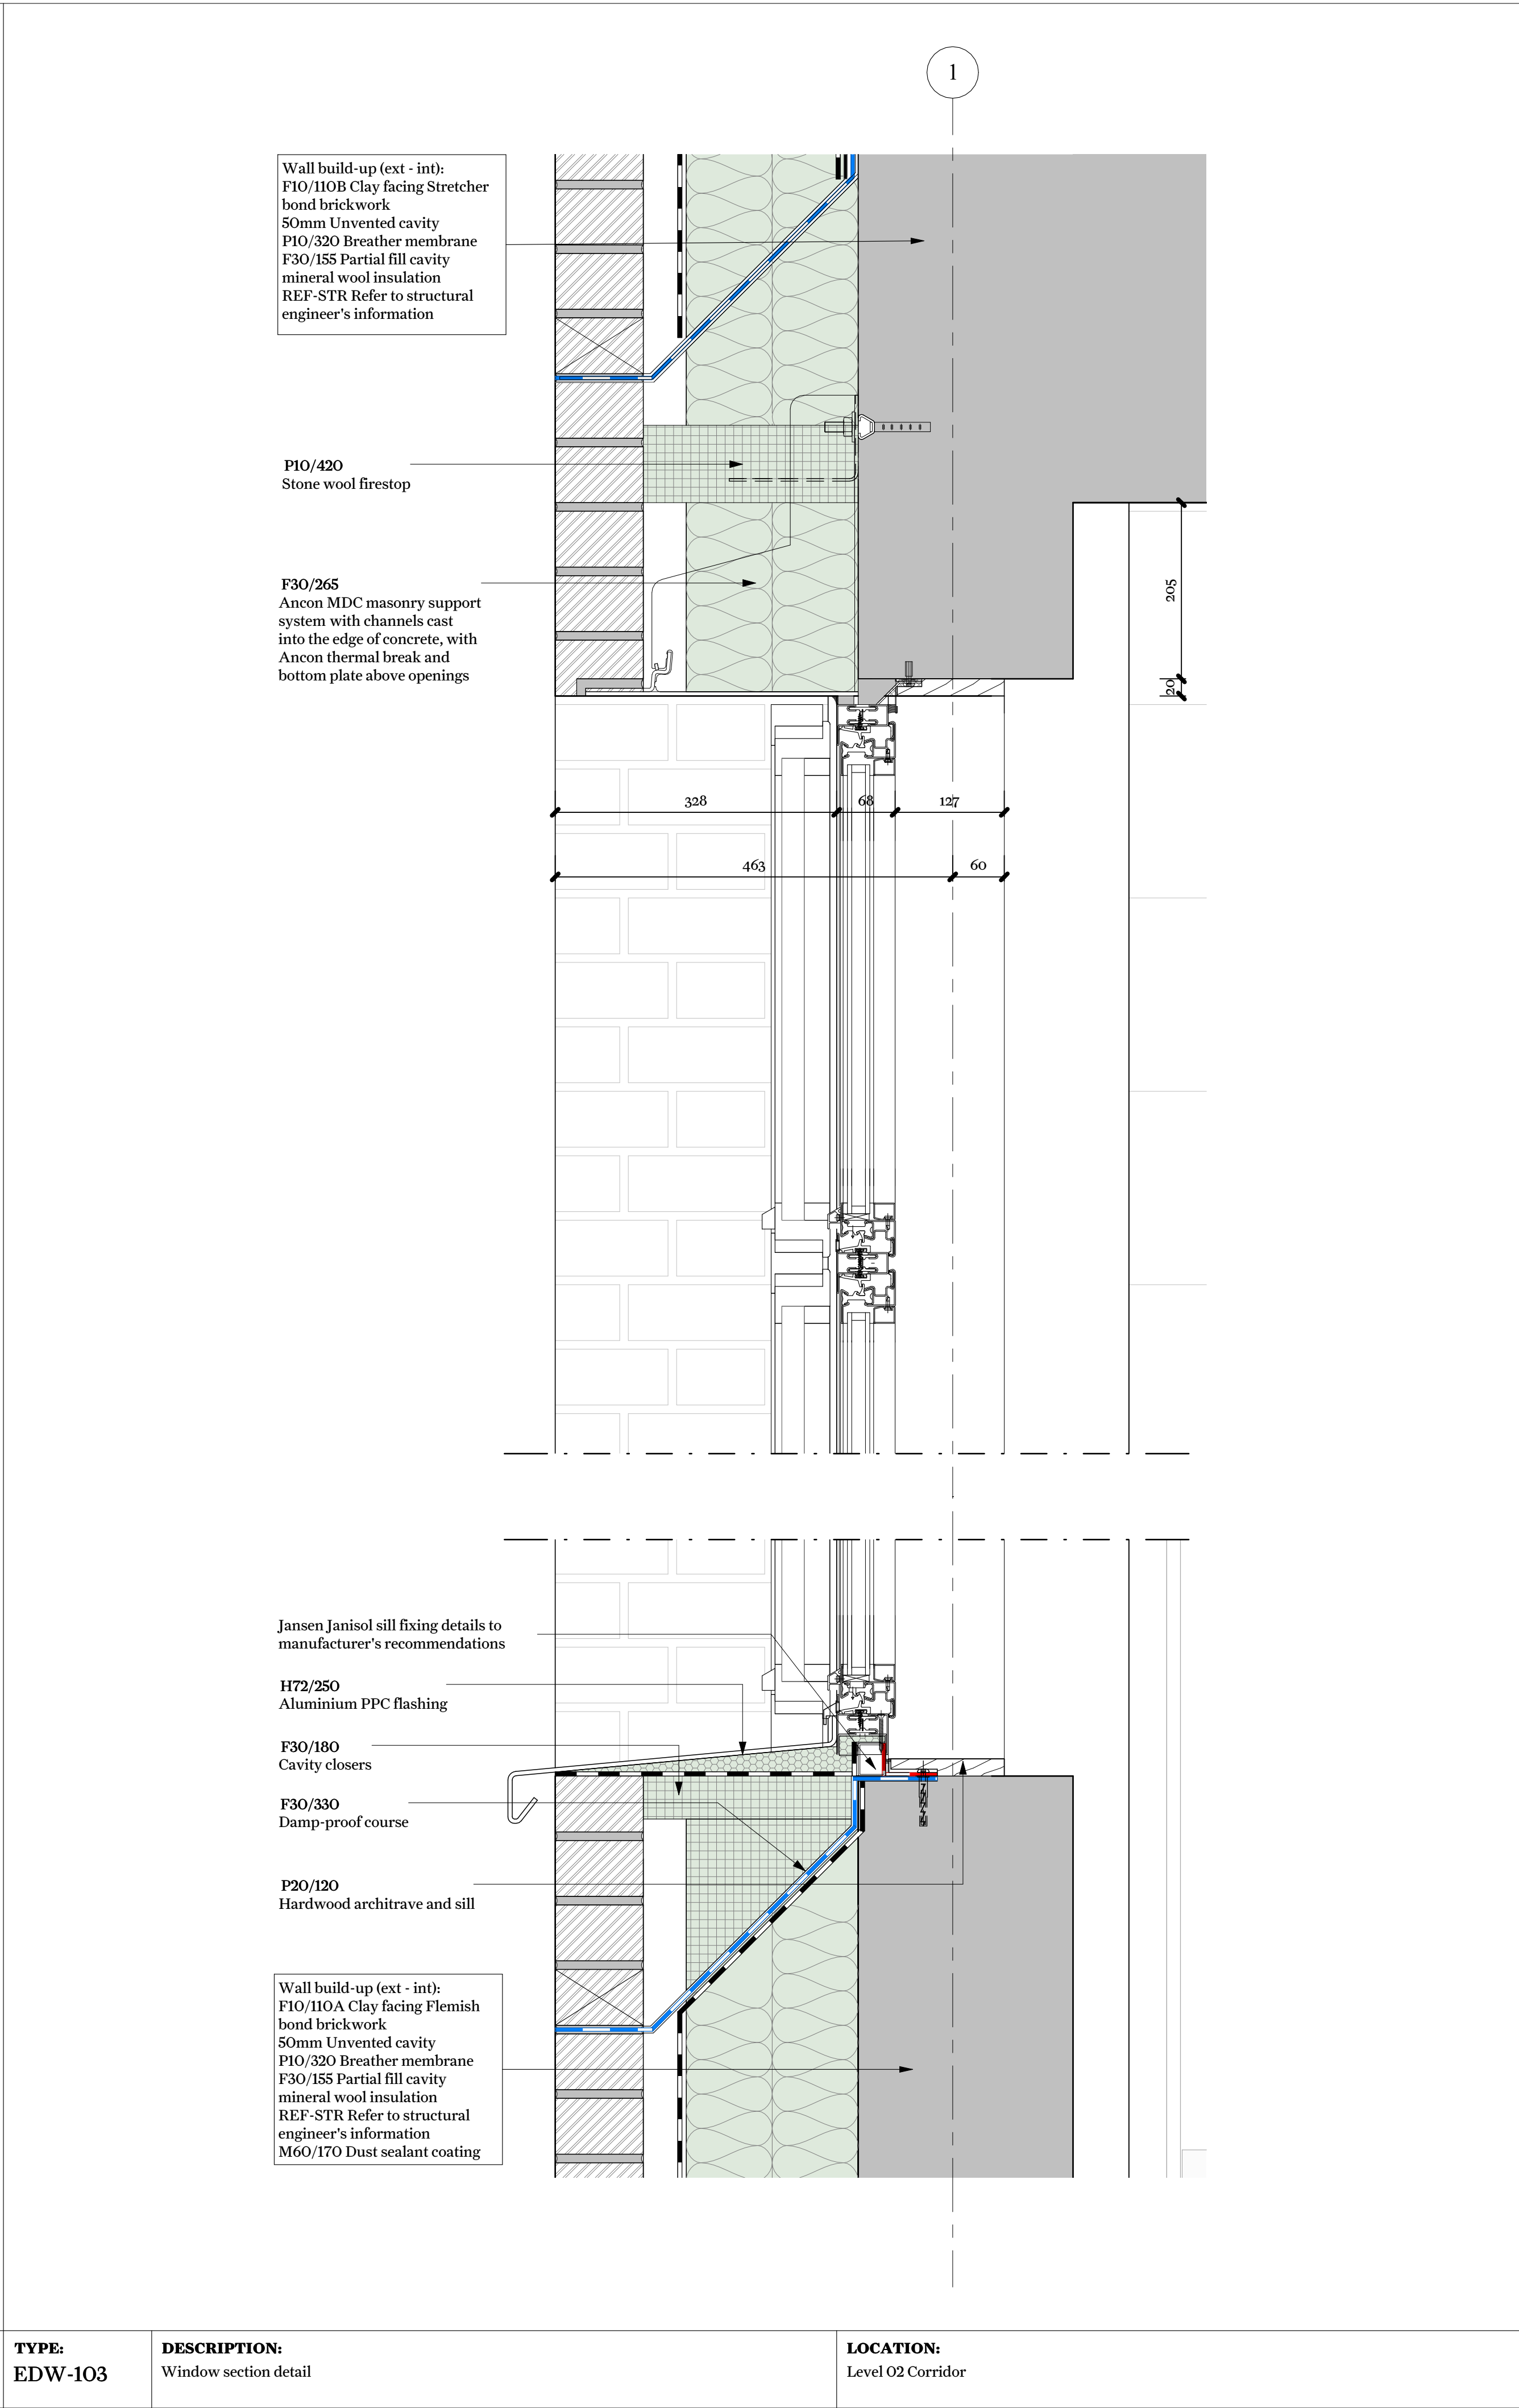 1
Wall build-up (ext - int):
F10/110B Clay facing Stretcher
bond brickwork
50mm Unvented cavity
P10/320 Breather membrane
F30/155 Partial fill cavity
mineral wool insulation
REF-STR Refer to structural
engineer's information
P10/420
Stone wool firestop
F30/265
Ancon MDC masonry support
system with channels cast
into the edge of concrete, with
Ancon thermal break and
bottom plate above openings
205
20
328
68
127
463
60
Jansen Janisol sill fixing details to
manufacturer's recommendations
H72/250
Aluminium PPC flashing
F30/180
Cavity closers
F30/330
Damp-proof course
P20/120
Hardwood architrave and sill
Wall build-up (ext - int):
F10/110A Clay facing Flemish
bond brickwork
50mm Unvented cavity
P10/320 Breather membrane
F30/155 Partial fill cavity
mineral wool insulation
REF-STR Refer to structural
engineer's information
M60/170 Dust sealant coating
TYPE:
EDW-103
DESCRIPTION:
Window section detail
LOCATION:
Level 02 Corridor